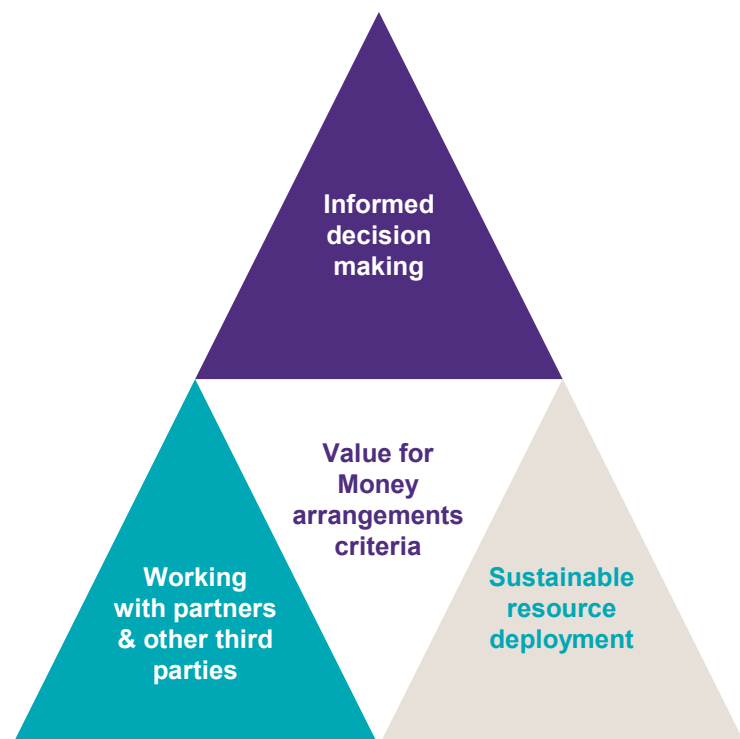 Informed
decision
making
Value for
Money
arrangements
criteria
Working
with partners
& other third
parties
Sustainable
resource
deployment